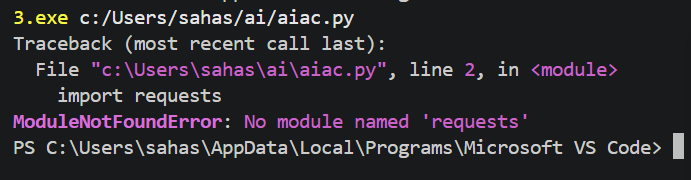 3.exe c:/Users/sahas/ai/aiac.py
Traceback (most recent call last):
  File "c:\Users\sahas\ai\aiac.py", line 2, in <module>
    import requests
ModuleNotFoundError: No module named 'requests'
PS C:\Users\sahas\AppData\Local\Programs\Microsoft VS Code>